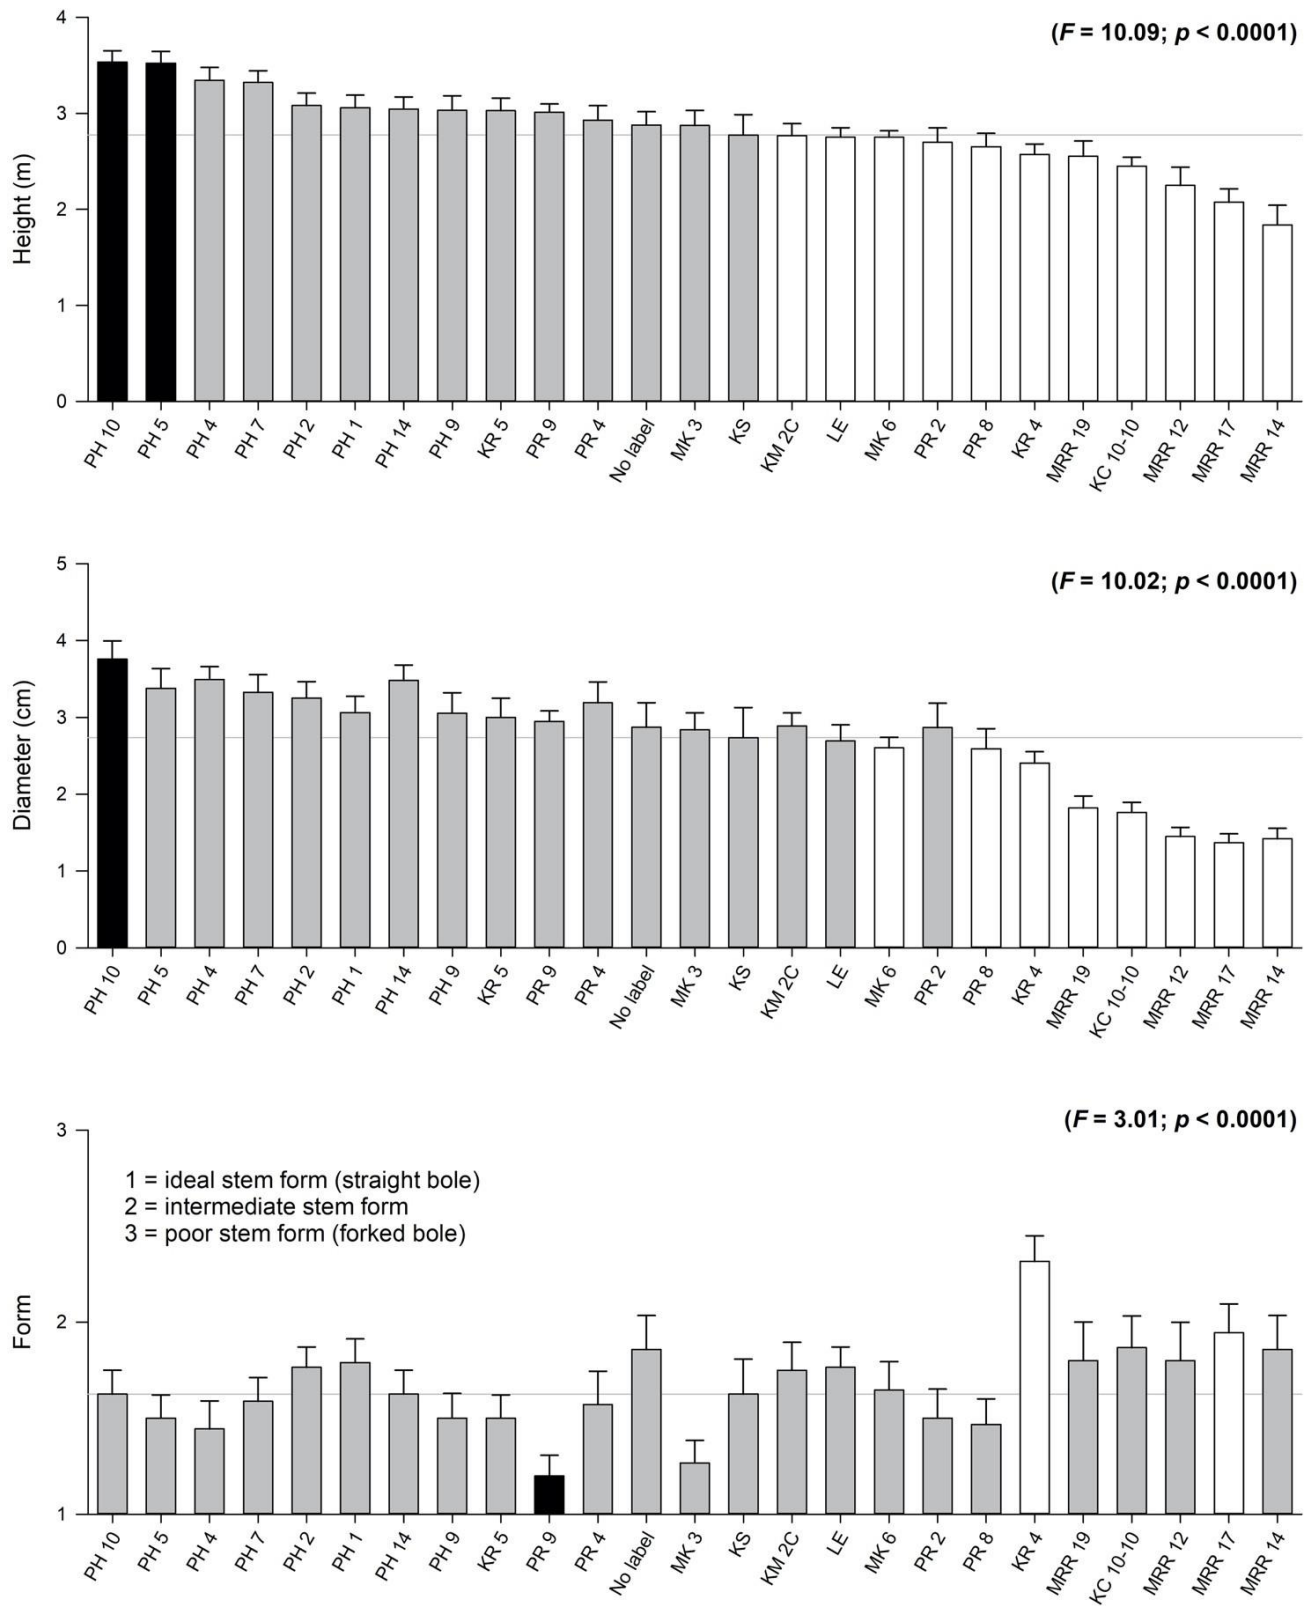 (F = 10.09; p < 0.0001)
Height (m)
4
3
2
1
0
PH 10 PH 5 PH 4 PH 7 PH 2 PH 1 PH 14 PH 9 KR 5 PR 9 PR 4 No label MK 3 KS KM 2C LE MK 6 PR 2 PR 8 KR 4 MRR 19 KC 10-10 MRR 12 MRR 17 MRR 14
(F = 10.02; p < 0.0001)
Diameter (cm)
5
4
3
2
1
0
PH 10 PH 5 PH 4 PH 7 PH 2 PH 1 PH 14 PH 9 KR 5 PR 9 PR 4 No label MK 3 KS KM 2C LE MK 6 PR 2 PR 8 KR 4 MRR 19 KC 10-10 MRR 12 MRR 17 MRR 14
(F = 3.01; p < 0.0001)
Form
3
1 = ideal stem form (straight bole)
2 = intermediate stem form
3 = poor stem form (forked bole)
2
1
PH 10 PH 5 PH 4 PH 7 PH 2 PH 1 PH 14 PH 9 KR 5 PR 9 PR 4 No label MK 3 KS KM 2C LE MK 6 PR 2 PR 8 KR 4 MRR 19 KC 10-10 MRR 12 MRR 17 MRR 14